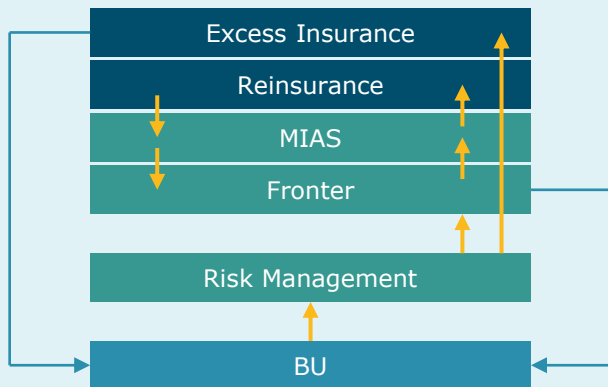 Excess Insurance
Reinsurance
MIAS
Fronter
Risk Management
BU